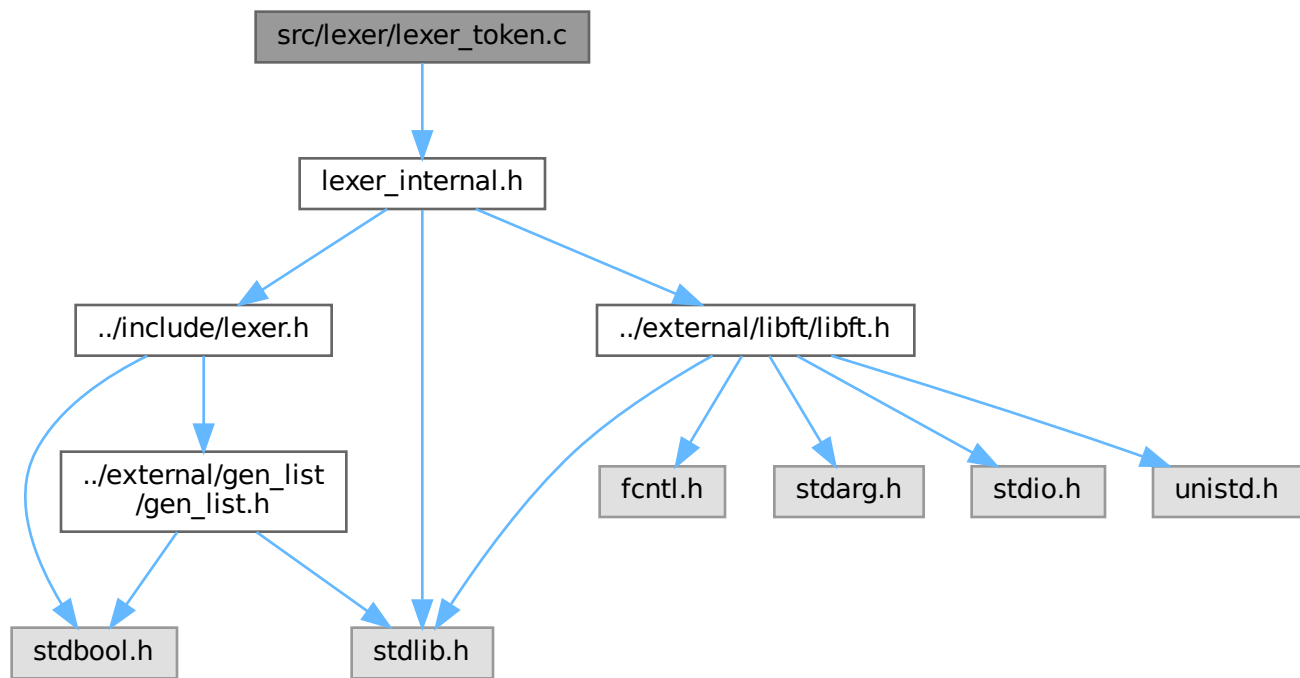 src/lexer/lexer_token.c
lexer_internal.h
../include/lexer.h
../external/libft/libft.h
../external/gen_list
/gen_list.h
fcntl.h
stdarg.h
stdio.h
unistd.h
stdbool.h
stdlib.h